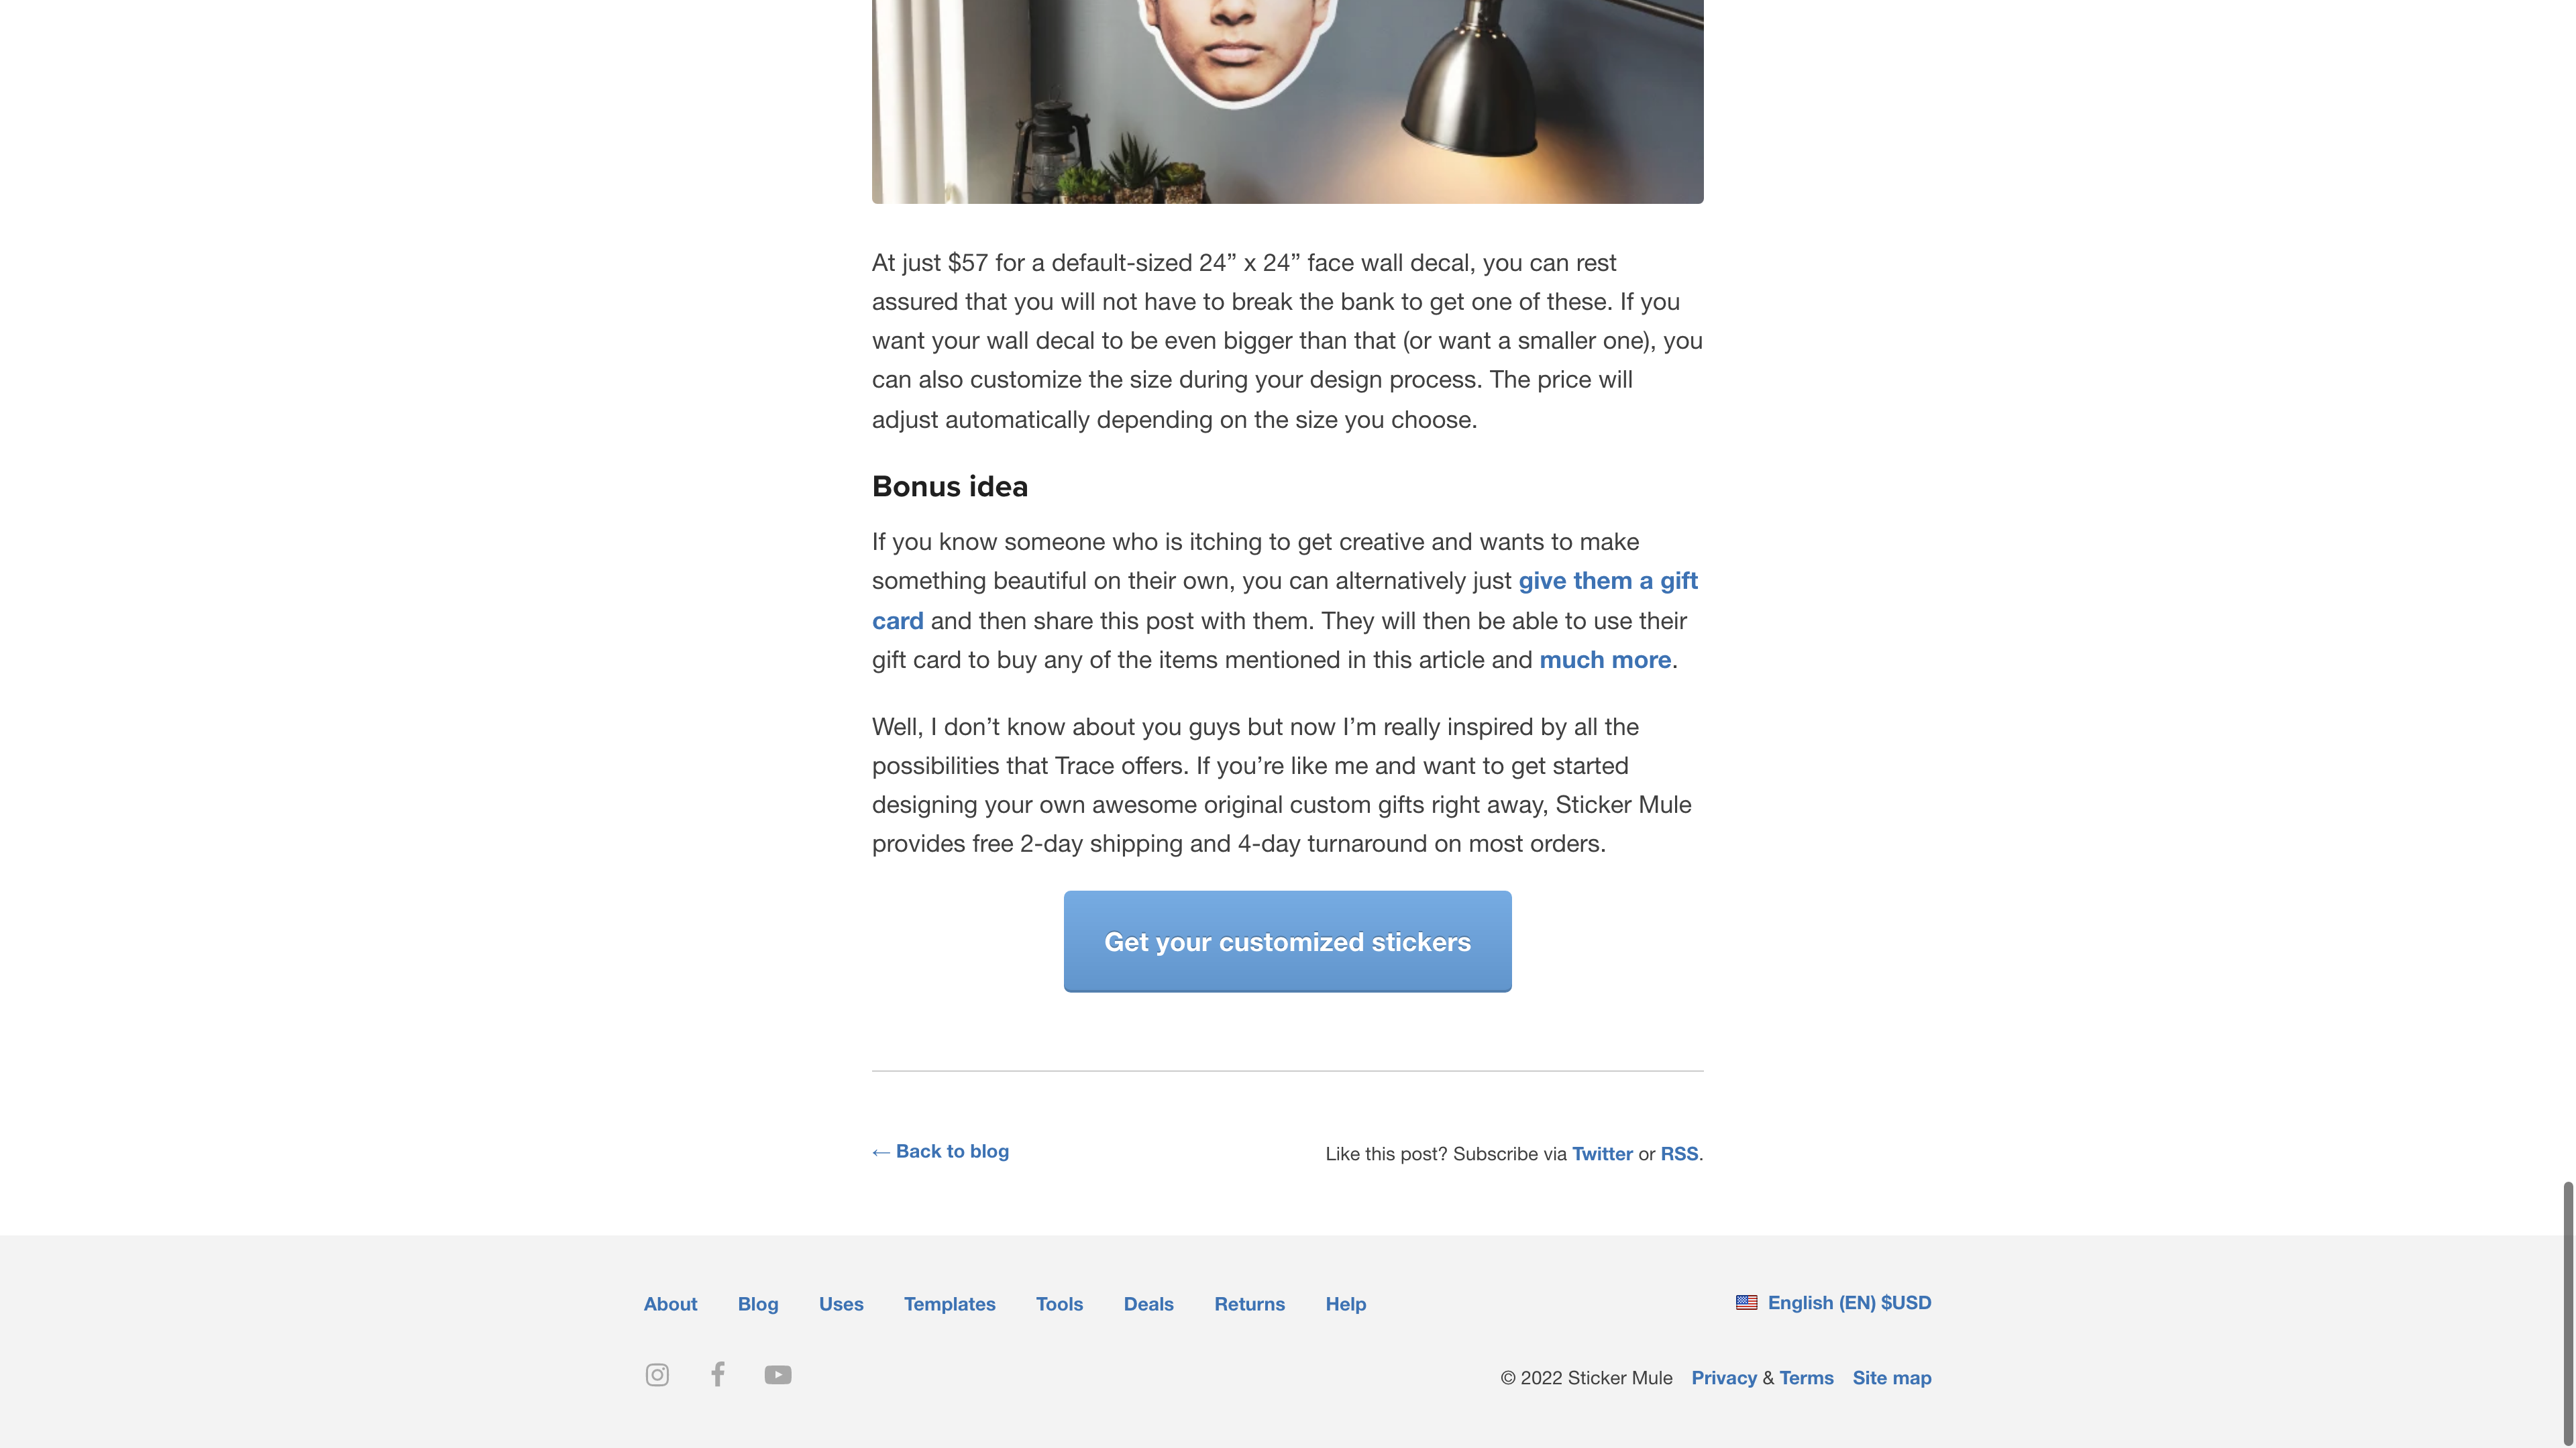 At just $57 for a default-sized 24” x 24” face wall decal, you can rest
assured that you will not have to break the bank to get one of these. If you
want your wall decal to be even bigger than that (or want a smaller one), you
can also customize the size during your design process. The price will
adjust automatically depending on the size you choose.
Bonus idea
If you know someone who is itching to get creative and wants to make
something beautiful on their own, you can alternatively just give them a gift
card and then share this post with them. They will then be able to use their
gift card to buy any of the items mentioned in this article and much more.
Well, I don’t know about you guys but now I’m really inspired by all the
possibilities that Trace offers. If you’re like me and want to get started
designing your own awesome original custom gifts right away, Sticker Mule
provides free 2-day shipping and 4-day turnaround on most orders.
Get your customized stickers
← Back to blog
Like this post? Subscribe via Twitter or RSS.
About Blog Uses Templates Tools Deals Returns Help
English (EN) $USD
© 2022 Sticker Mule Privacy & Terms Site map